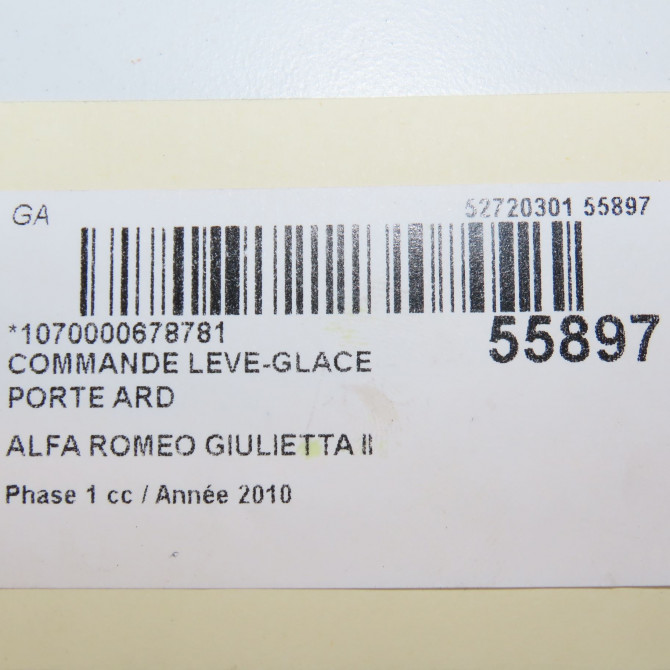 GA
52720301 55897
*1070000678781
55897
COMMANDE LEVE-GLACE
PORTE ARD
ALFA ROMEO GIULIETTA II
Phase 1 cc / Année 2010